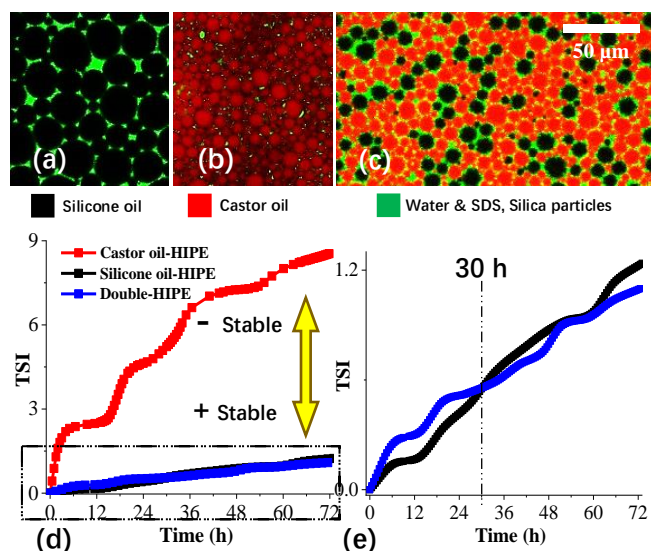 50 μm
(a)
(b)
(c)
Silicone oil
Castor oil
Water & SDS, Silica particles
9
6
3
0
TSI
Castor oil-HIPE
Silicone oil-HIPE
Double-HIPE
- Stable
+ Stable
0 12 24 36 48 60 72
Time (h)
(d)
30 h
1.2
0.0
TSI
0 12 24 36 48 60 72
Time (h)
(e)